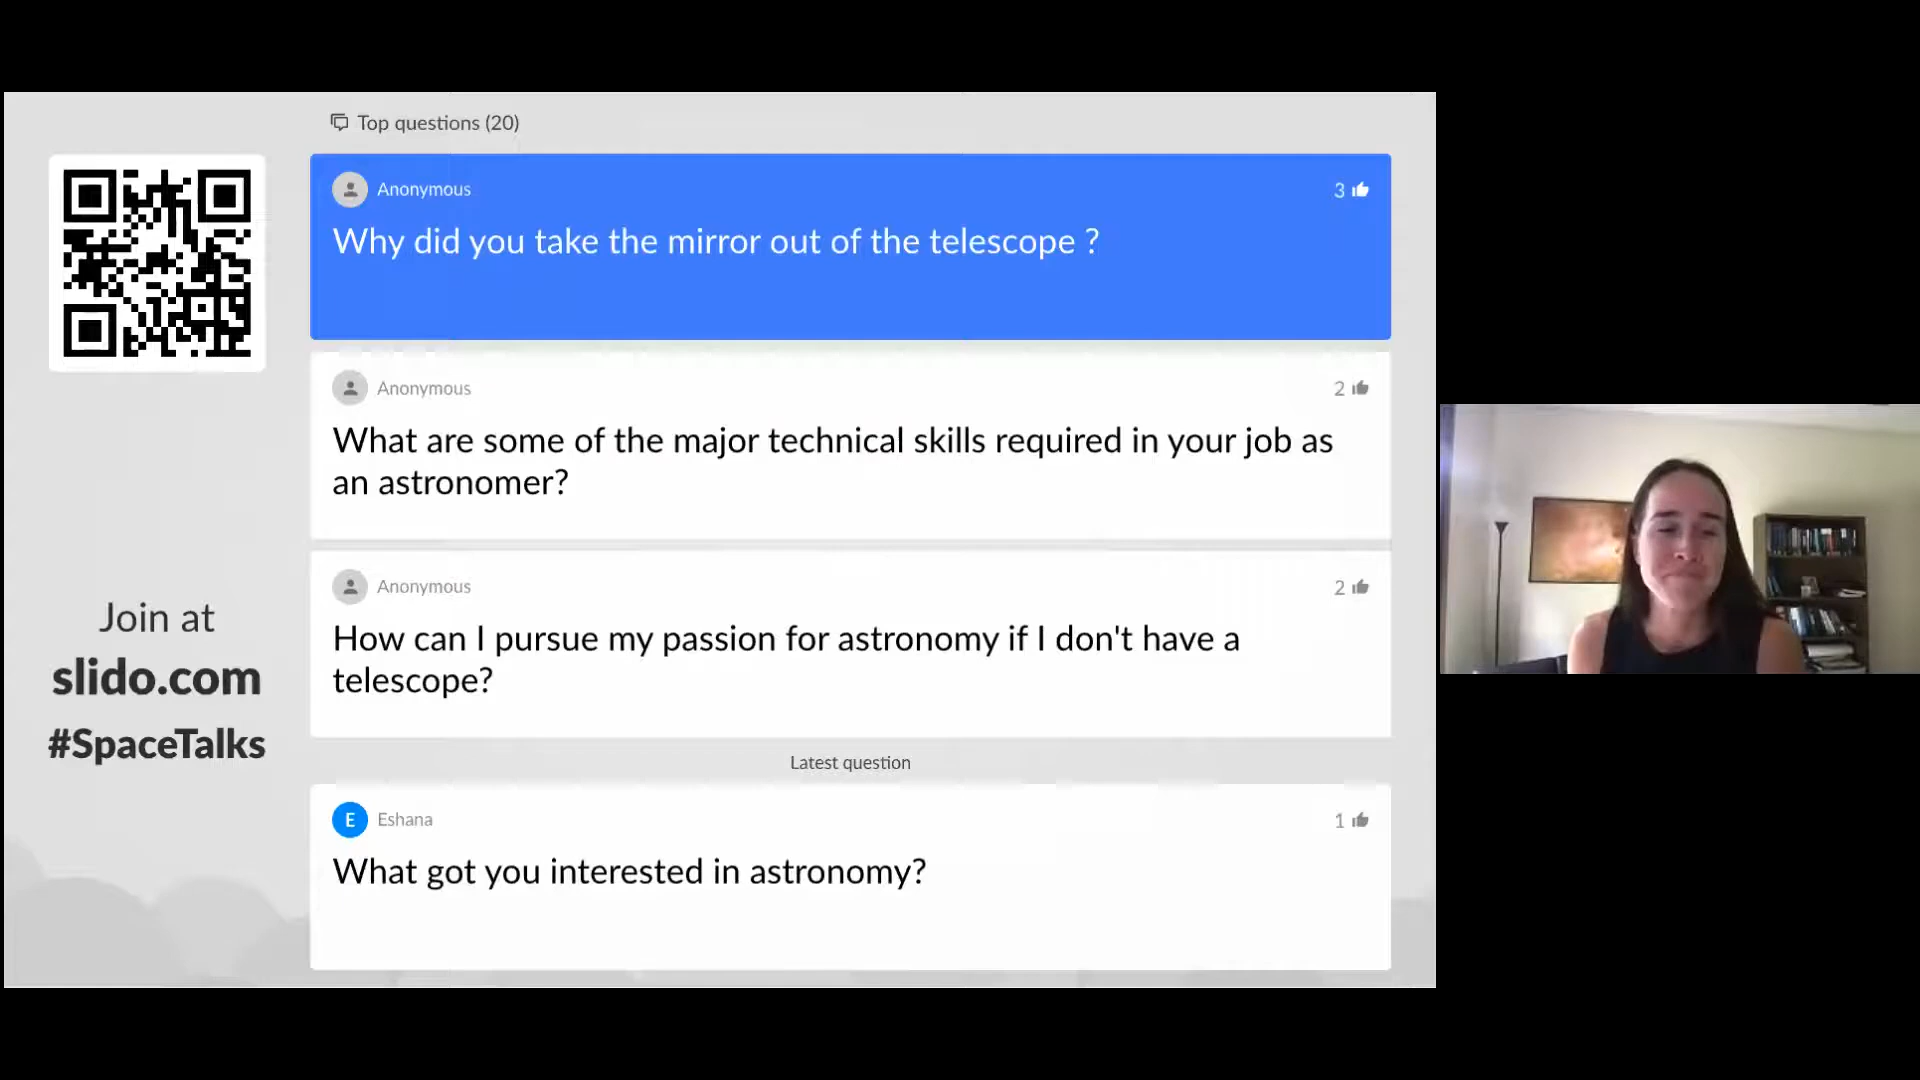 Top questions (20)
Anonymous
3
Why did you take the mirror out of the telescope ?
Anonymous
2
What are some of the major technical skills required in your job as
an astronomer?
Anonymous
2
How can I pursue my passion for astronomy if I don't have a
telescope?
Latest question
E Eshana
1
What got you interested in astronomy?
Join at
slido.com
#SpaceTalks